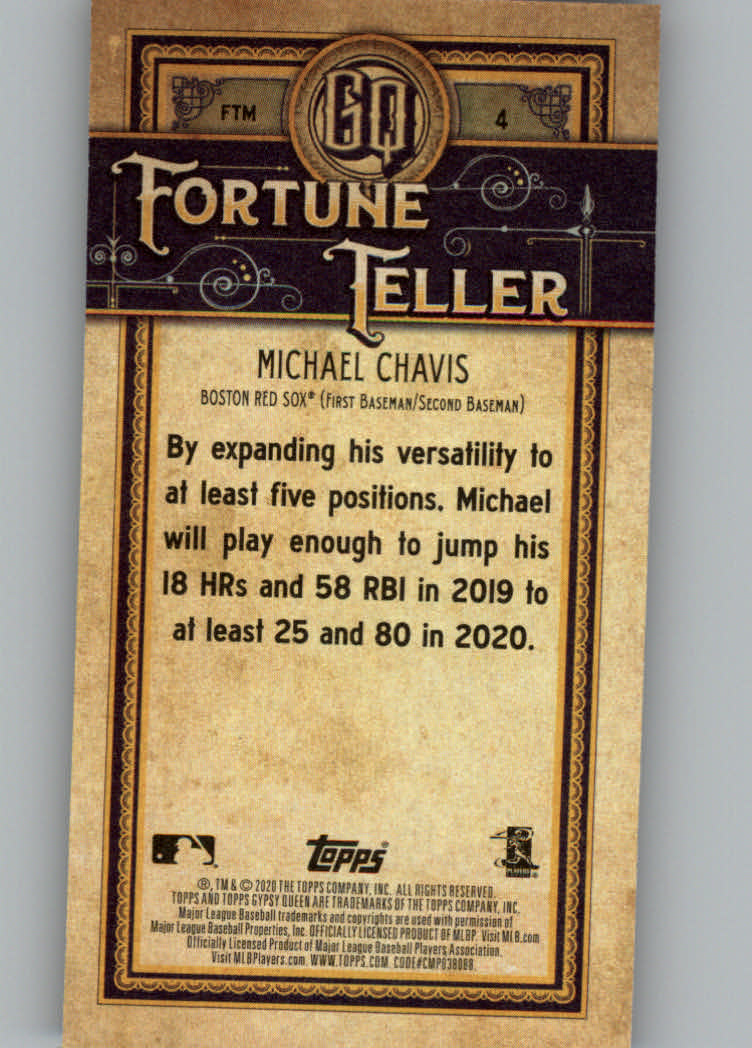 FTM
GQ
4
FORTUNE
TELLER
MICHAEL CHAVIS
BOSTON RED SOX® (FIRST BASEMAN/SECOND BASEMAN)
By expanding his versatility to
at least five positions, Michael
will play enough to jump his
18 HRs and 58 RBI in 2019 to
at least 25 and 80 in 2020.
topps®
PLAYERS
®, TM & © 2020 THE TOPPS COMPANY, INC. ALL RIGHTS RESERVED.
TOPPS AND TOPPS GYPSY QUEEN ARE TRADEMARKS OF THE TOPPS COMPANY, INC.
Major League Baseball trademarks and copyrights are used with permission of
Major League Baseball Properties, Inc. OFFICIALLY LICENSED PRODUCT OF MLBP. Visit MLB.com
Officially Licensed Product of Major League Baseball Players Association.
Visit MLBPlayers.com. WWW.TOPPS.COM CODE#CMP038088